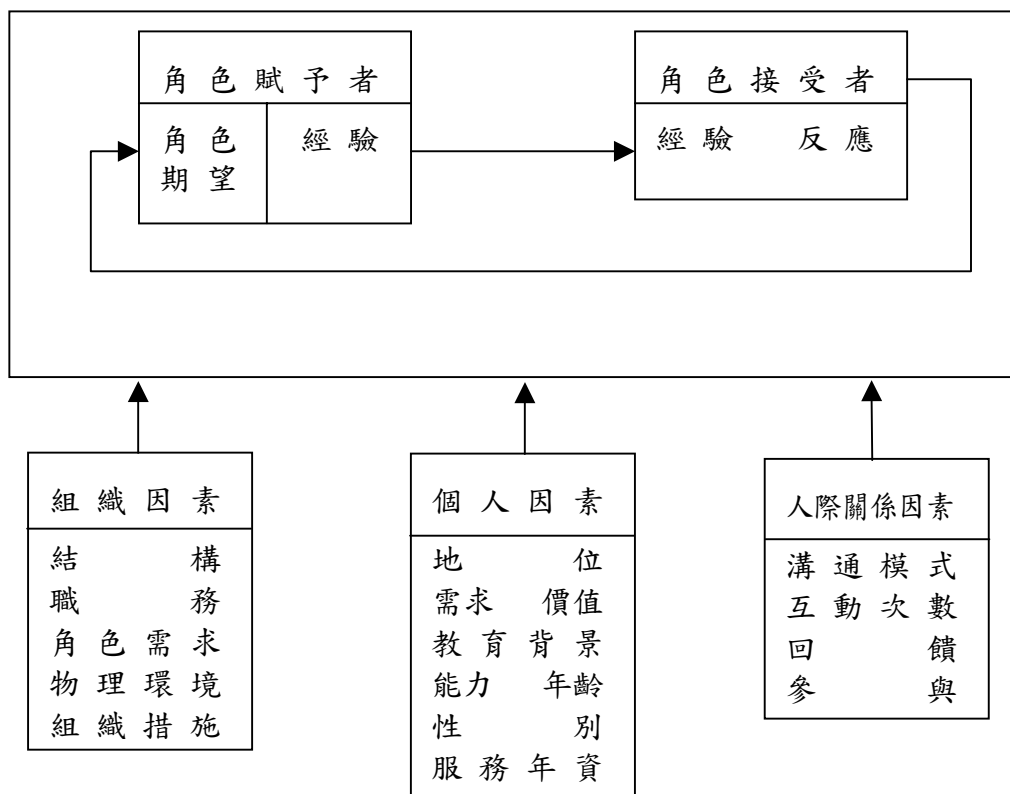 角色賦予者
角色期望
經驗
角色接受者
經驗 反應
組織因素
結構
職務
角色需求
物理環境
組織措施
個人因素
地位
需求 價值
教育背景
能力 年齡
性別
服務年資
人際關係因素
溝通模式
互動次數
回饋
參與